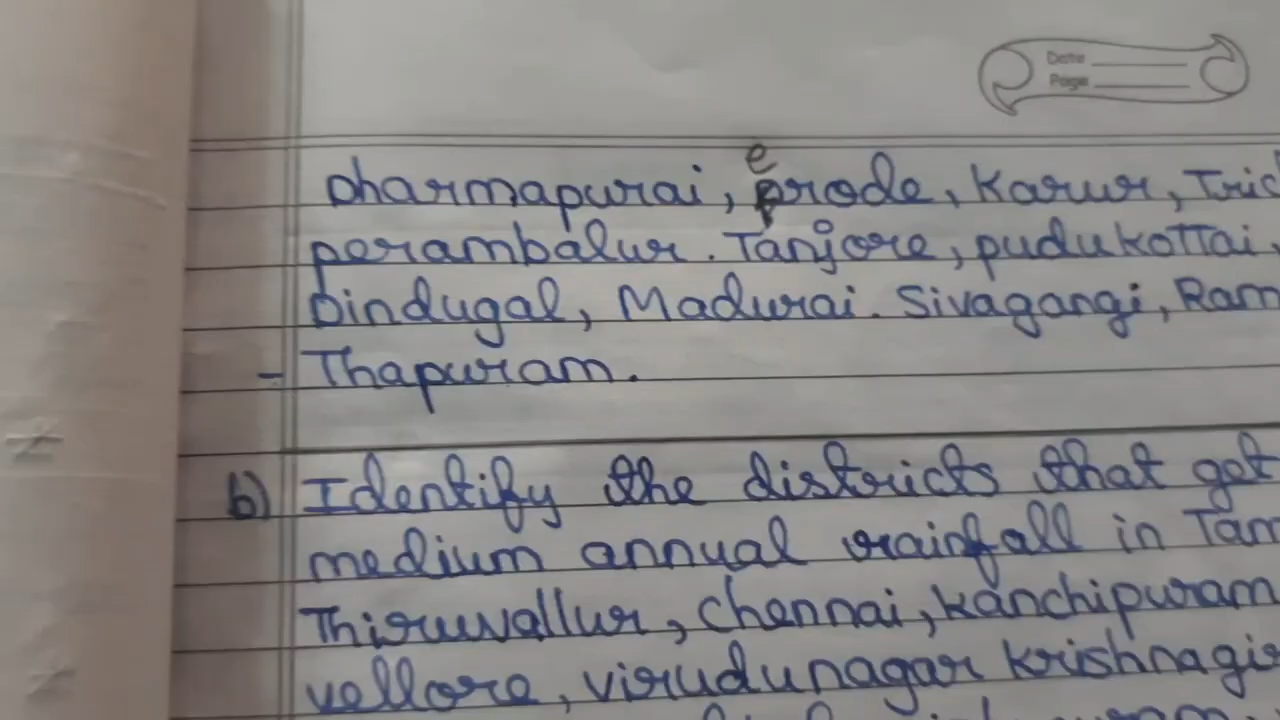 Date
Page
Dharmapurai, erode, Karur, Tric
perambalur. Tanjore, pudukottai,
Dindugal, Madurai. Sivagangi, Ram
- Thapuram.
b) Identify the districts that get
medium annual rainfall in Tam
Thiruvallur, Chennai, Kanchipuram
vellore, virudunagar Krishnagir